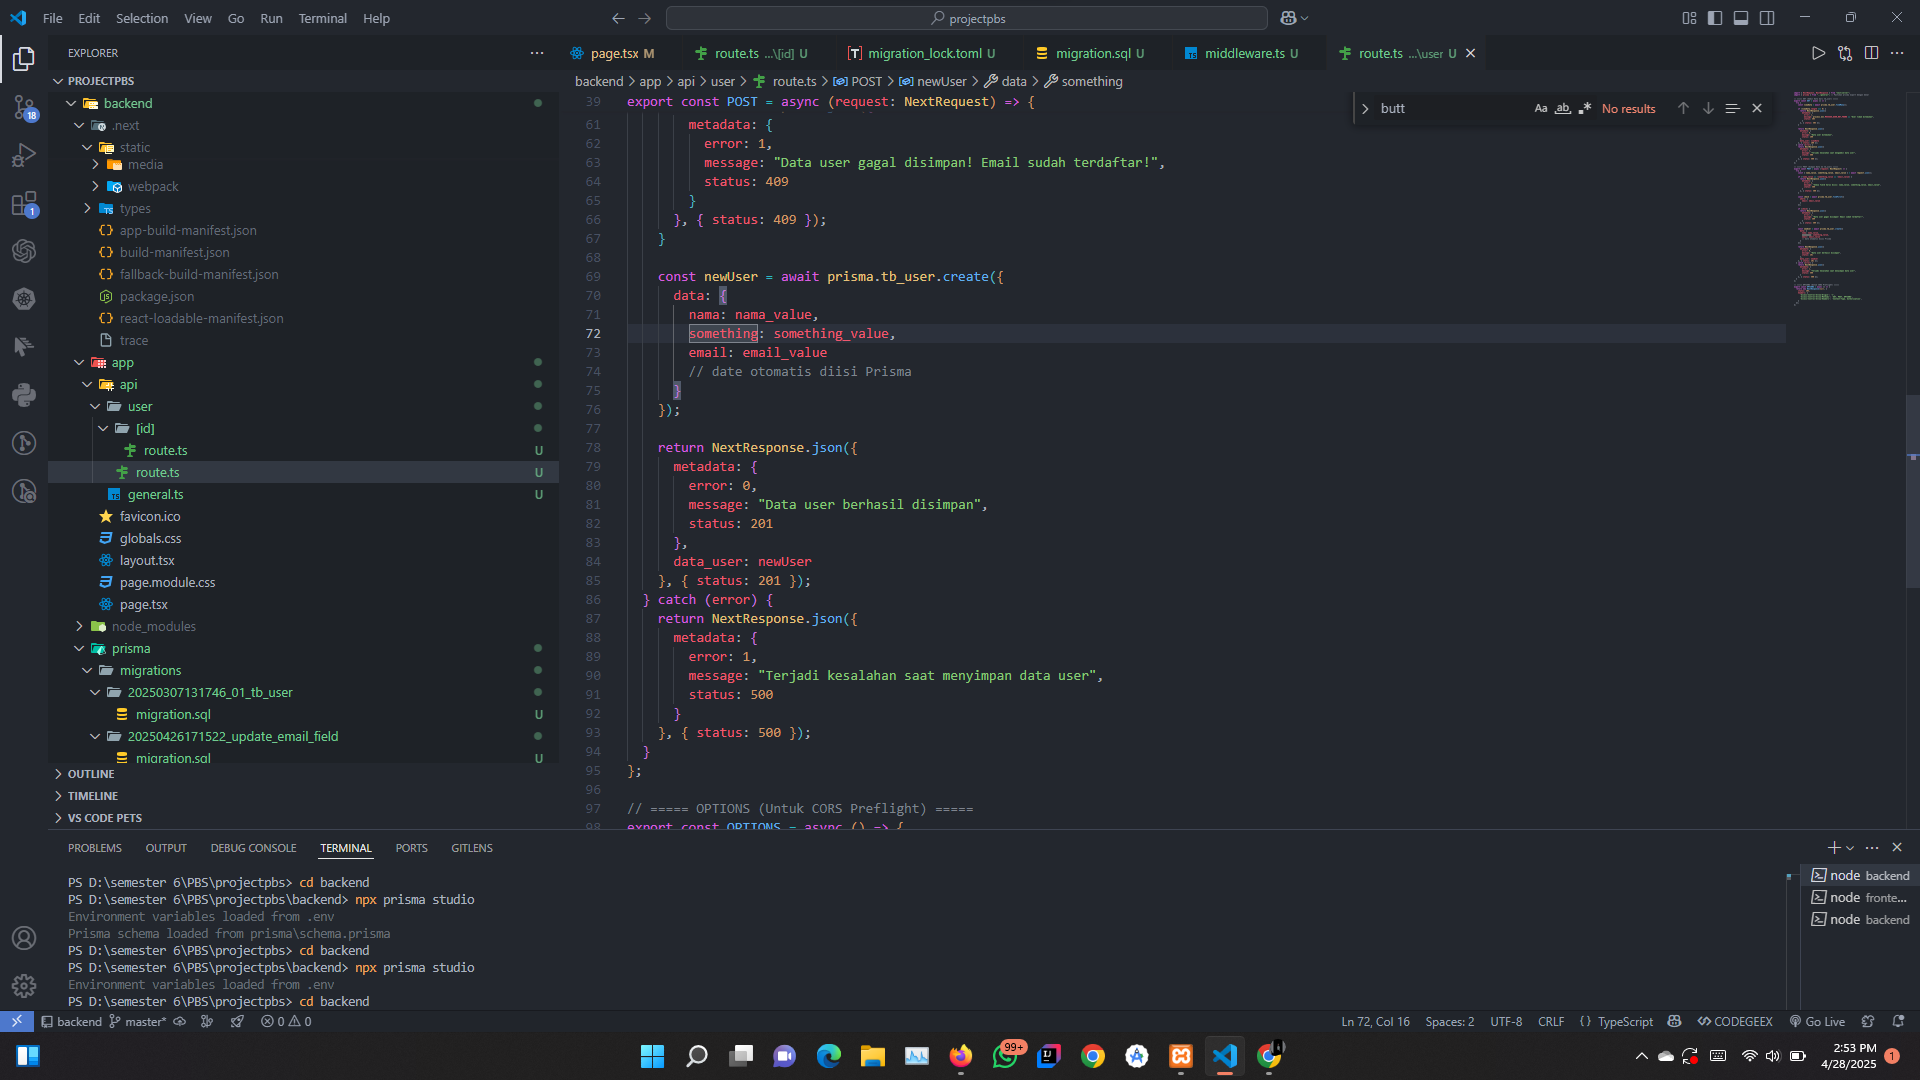 File Edit Selection View Go Run Terminal Help
projectpbs
EXPLORER
page.tsx M
route.ts ...\[id] U
migration_lock.toml U
migration.sql U
middleware.ts U
route.ts ...\user U
PROJECTPBS
backend
.next
static
media
webpack
types
app-build-manifest.json
build-manifest.json
fallback-build-manifest.json
package.json
react-loadable-manifest.json
trace
app
api
user
[id]
route.ts U
route.ts U
general.ts U
favicon.ico
globals.css
layout.tsx
page.module.css
page.tsx
node_modules
prisma
migrations
20250307131746_01_tb_user
migration.sql U
20250426171522_update_email_field
migration.sql U
OUTLINE
TIMELINE
VS CODE PETS
backend > app > api > user > route.ts > POST > newUser > data > something
butt
Aa ab .* No results
39 export const POST = async (request: NextRequest) => {
61 metadata: {
62 error: 1,
63 message: "Data user gagal disimpan! Email sudah terdaftar!",
64 status: 409
65 }
66 }, { status: 409 });
67 }
68
69 const newUser = await prisma.tb_user.create({
70 data: {
71 nama: nama_value,
72 something: something_value,
73 email: email_value
74 // date otomatis diisi Prisma
75 }
76 });
77
78 return NextResponse.json({
79 metadata: {
80 error: 0,
81 message: "Data user berhasil disimpan",
82 status: 201
83 },
84 data_user: newUser
85 }, { status: 201 });
86 } catch (error) {
87 return NextResponse.json({
88 metadata: {
89 error: 1,
90 message: "Terjadi kesalahan saat menyimpan data user",
91 status: 500
92 }
93 }, { status: 500 });
94 }
95 };
96
97 // ===== OPTIONS (Untuk CORS Preflight) =====
98 export const OPTIONS = async () => {
PROBLEMS OUTPUT DEBUG CONSOLE TERMINAL PORTS GITLENS
PS D:\semester 6\PBS\projectpbs> cd backend
PS D:\semester 6\PBS\projectpbs\backend> npx prisma studio
Environment variables loaded from .env
Prisma schema loaded from prisma\schema.prisma
PS D:\semester 6\PBS\projectpbs> cd backend
PS D:\semester 6\PBS\projectpbs\backend> npx prisma studio
Environment variables loaded from .env
PS D:\semester 6\PBS\projectpbs> cd backend
node backend
node fronte...
node backend
18
1
backend master* 0 0
Ln 72, Col 16 Spaces: 2 UTF-8 CRLF { } TypeScript CODEGEEX Go Live
99+
2:53 PM
4/28/2025
1